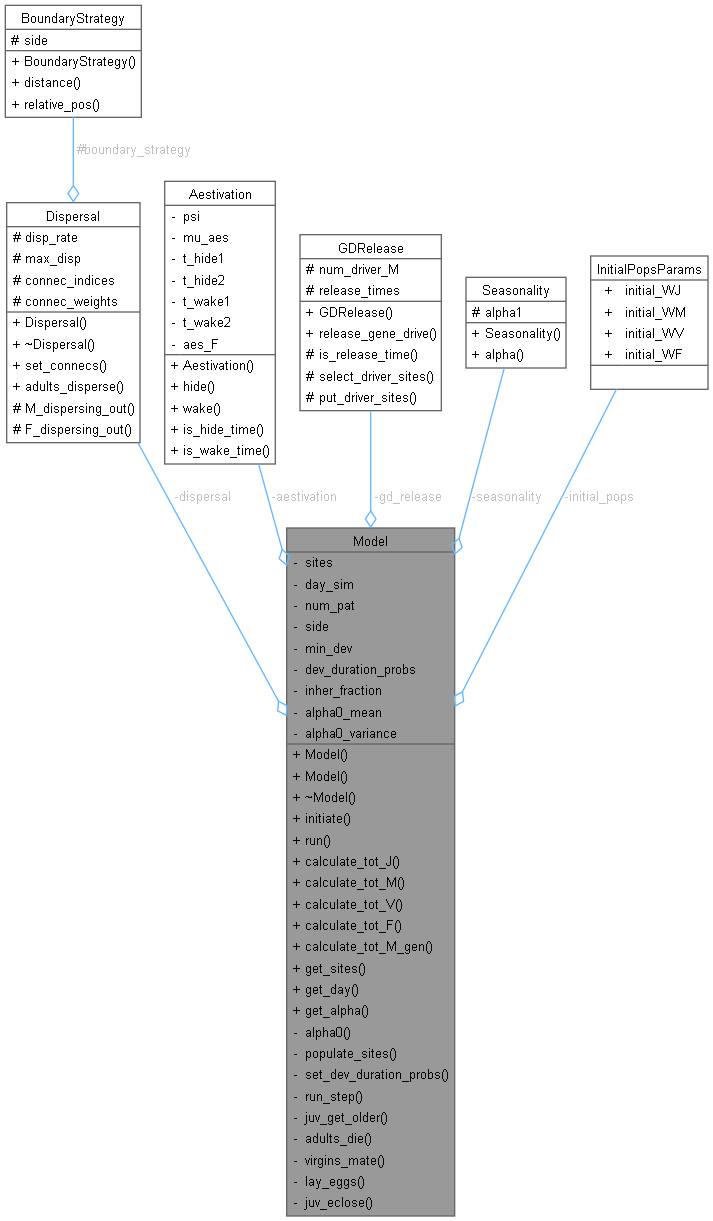 BoundaryStrategy
# side
+ BoundaryStrategy()
+ distance()
+ relative_pos()
#boundary_strategy
Dispersal
# disp_rate
# max_disp
# connec_indices
# connec_weights
+ Dispersal()
+ ~Dispersal()
+ set_connecs()
+ adults_disperse()
# M_dispersing_out()
# F_dispersing_out()
Aestivation
- psi
- mu_aes
- t_hide1
- t_hide2
- t_wake1
- t_wake2
- aes_F
+ Aestivation()
+ hide()
+ wake()
+ is_hide_time()
+ is_wake_time()
GDRelease
# num_driver_M
# release_times
+ GDRelease()
+ release_gene_drive()
# is_release_time()
# select_driver_sites()
# put_driver_sites()
Seasonality
# alpha1
+ Seasonality()
+ alpha()
InitialPopsParams
+ initial_WJ
+ initial_WM
+ initial_WV
+ initial_WF
-dispersal
-aestivation
-gd_release
-seasonality
-initial_pops
Model
- sites
- day_sim
- num_pat
- side
- min_dev
- dev_duration_probs
- inher_fraction
- alpha0_mean
- alpha0_variance
+ Model()
+ Model()
+ ~Model()
+ initiate()
+ run()
+ calculate_tot_J()
+ calculate_tot_M()
+ calculate_tot_V()
+ calculate_tot_F()
+ calculate_tot_M_gen()
+ get_sites()
+ get_day()
+ get_alpha()
- alpha0()
- populate_sites()
- set_dev_duration_probs()
- run_step()
- juv_get_older()
- adults_die()
- virgins_mate()
- lay_eggs()
- juv_eclose()